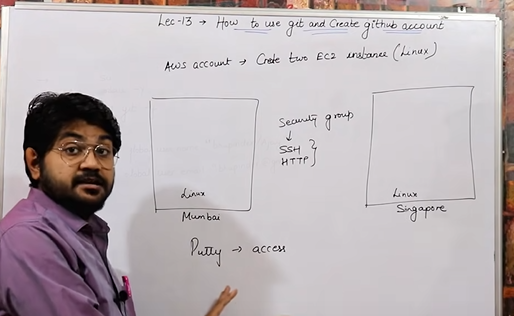 Lec-13 → How to use git and Create github account
AWS account → Create two EC2 instance (Linux)
Security group
↓
SSH
HTTP }
Linux
Mumbai
Linux
Singapore
Putty → access